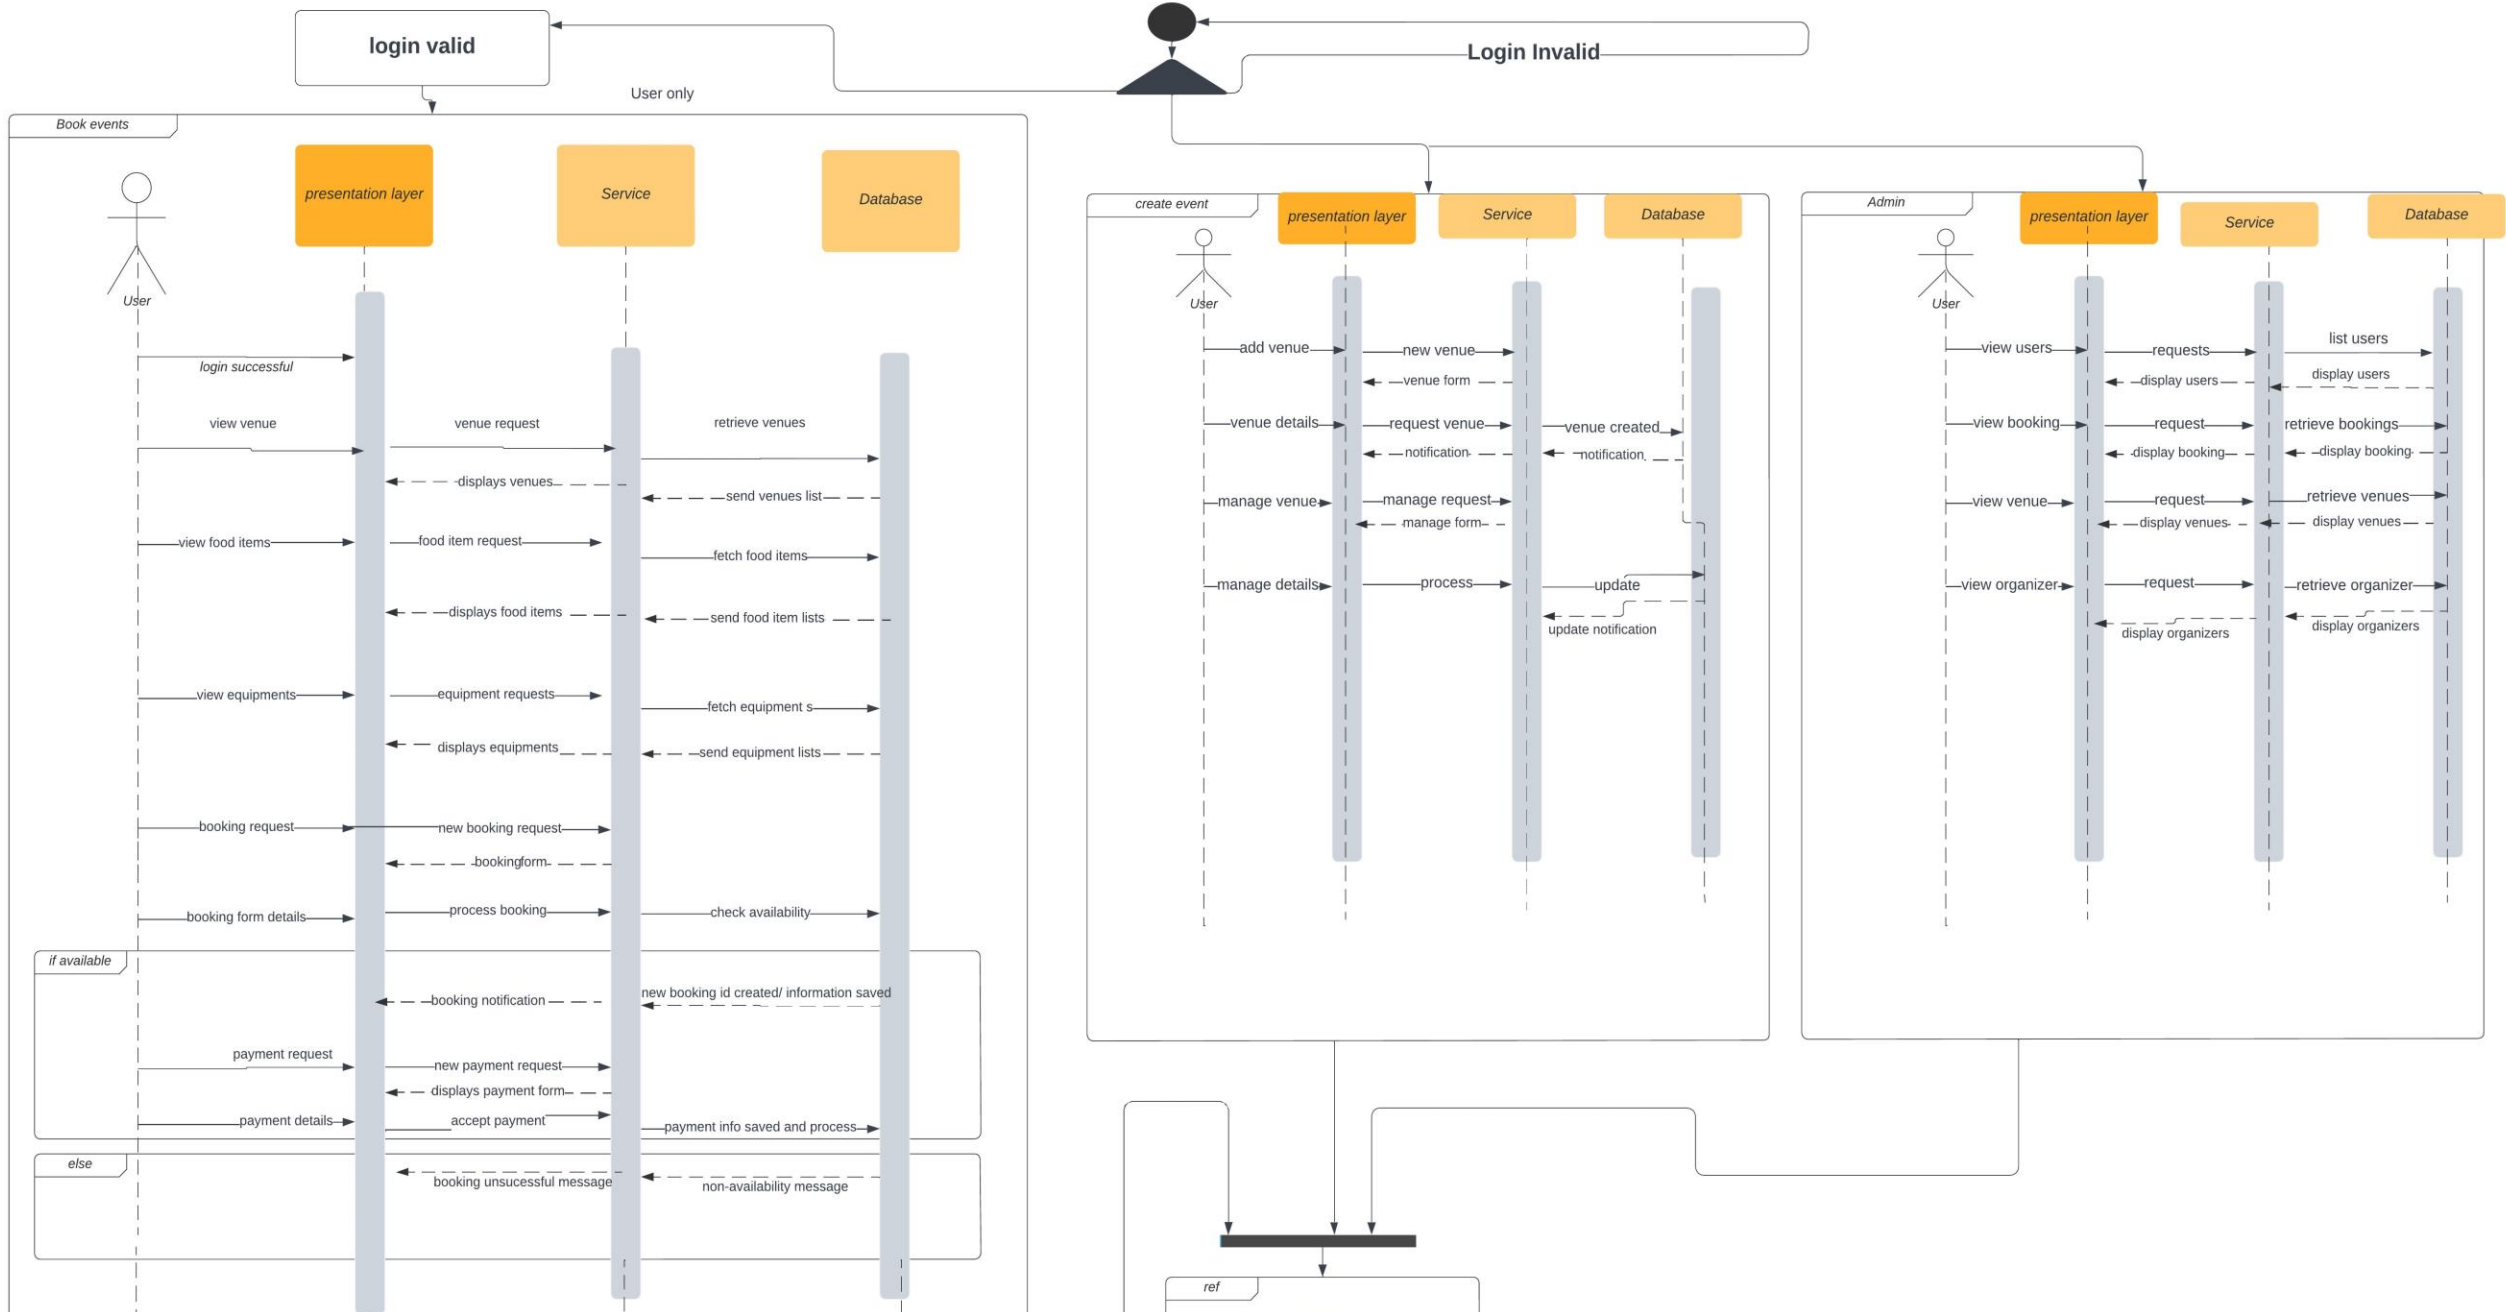 login valid
Login Invalid
User only
Book events
presentation layer
Service
Database
User
login successful
view venue
venue request
retrieve venues
displays venues
send venues list
view food items
food item request
fetch food items
displays food items
send food item lists
view equipments
equipment requests
fetch equipment s
displays equipments
send equipment lists
booking request
new booking request
bookingform
booking form details
process booking
check availability
if available
booking notification
new booking id created/ information saved
payment request
new payment request
displays payment form
payment details
accept payment
payment info saved and process
else
booking unsucessful message
non-availability message
create event
presentation layer
Service
Database
User
add venue
new venue
venue form
venue details
request venue
venue created
notification
notification
manage venue
manage request
manage form
manage details
process
update
update notification
Admin
presentation layer
Service
Database
User
view users
requests
list users
display users
display users
view booking
request
retrieve bookings
display booking
display booking
view venue
request
retrieve venues
display venues
display venues
view organizer
request
retrieve organizer
display organizers
display organizers
ref